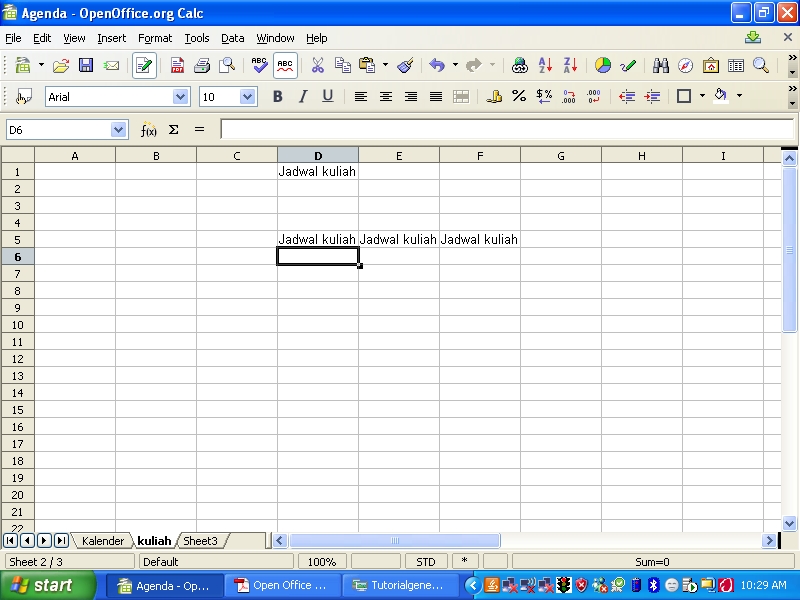 Agenda - OpenOffice.org Calc
File Edit View Insert Format Tools Data Window Help
Arial 10
D6
A B C D E F G H I
1 Jadwal kuliah
2
3
4
5 Jadwal kuliah Jadwal kuliah Jadwal kuliah
6
7
8
9
10
11
12
13
14
15
16
17
18
19
20
21
22
Kalender kuliah Sheet3
Sheet 2 / 3 Default 100% STD * Sum=0
start Agenda - Op... Open Office ... Tutorialgene... 10:29 AM